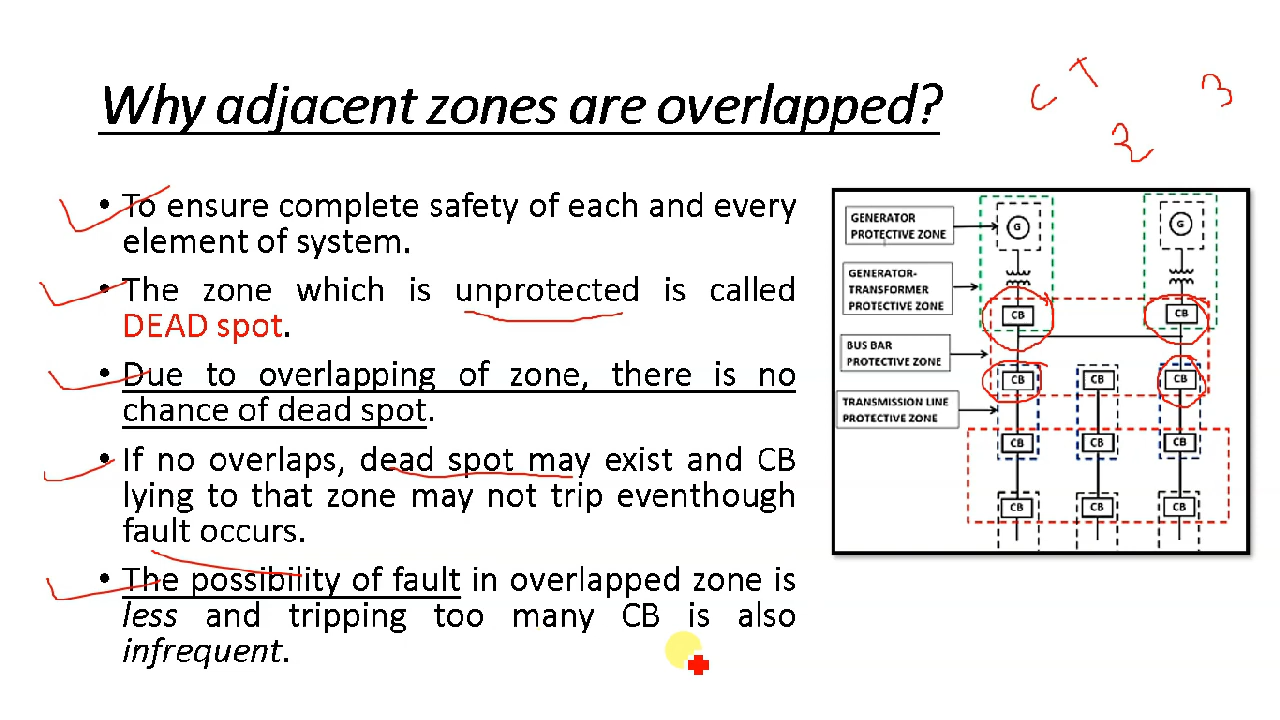 Why adjacent zones are overlapped?
C T
2
3
• To ensure complete safety of each and every
element of system.
• The zone which is unprotected is called
DEAD spot.
• Due to overlapping of zone, there is no
chance of dead spot.
• If no overlaps, dead spot may exist and CB
lying to that zone may not trip eventhough
fault occurs.
• The possibility of fault in overlapped zone is
less and tripping too many CB is also
infrequent.
GENERATOR
PROTECTIVE ZONE
G
G
GENERATOR-
TRANSFORMER
PROTECTIVE ZONE
CB
CB
BUS BAR
PROTECTIVE ZONE
CB
CB
CB
TRANSMISSION LINE
PROTECTIVE ZONE
CB
CB
CB
CB
CB
CB